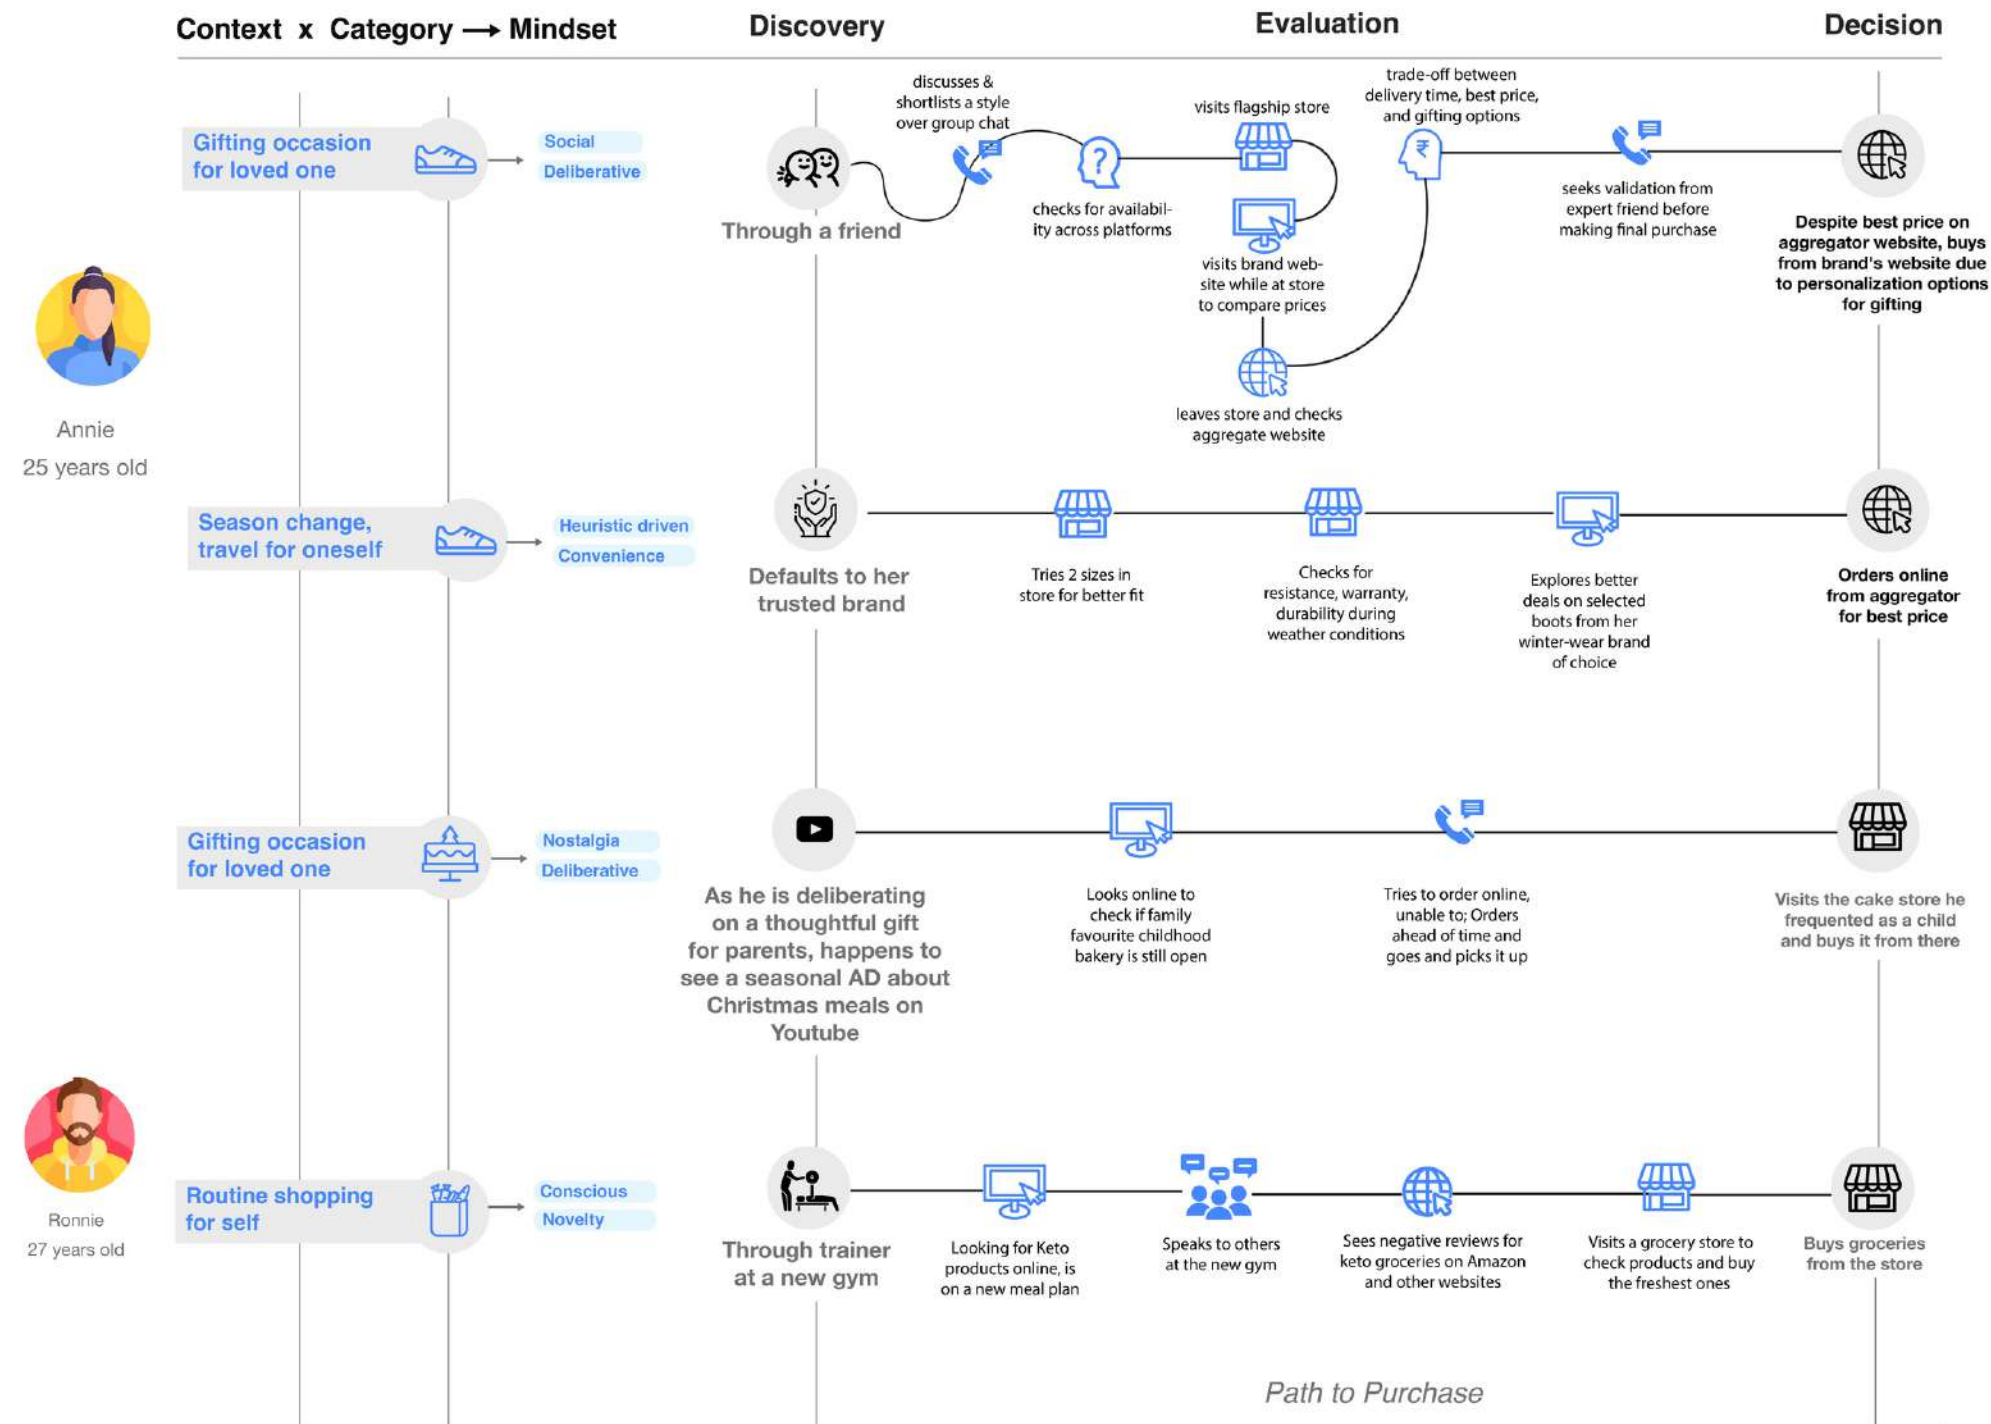 Context x Category → Mindset
Discovery
Evaluation
Decision
Gifting occasion
for loved one
Social
Deliberative
Through a friend
discusses &
shortlists a style
over group chat
checks for availabil-
ity across platforms
visits flagship store
visits brand web-
site while at store
to compare prices
leaves store and checks
aggregate website
trade-off between
delivery time, best price,
and gifting options
₹
seeks validation from
expert friend before
making final purchase
Despite best price on
aggregator website, buys
from brand's website due
to personalization options
for gifting
Annie
25 years old
Season change,
travel for oneself
Heuristic driven
Convenience
Defaults to her
trusted brand
Tries 2 sizes in
store for better fit
Checks for
resistance, warranty,
durability during
weather conditions
Explores better
deals on selected
boots from her
winter-wear brand
of choice
Orders online
from aggregator
for best price
Gifting occasion
for loved one
Nostalgia
Deliberative
As he is deliberating
on a thoughtful gift
for parents, happens to
see a seasonal AD about
Christmas meals on
Youtube
Looks online to
check if family
favourite childhood
bakery is still open
Tries to order online,
unable to; Orders
ahead of time and
goes and picks it up
Visits the cake store he
frequented as a child
and buys it from there
Ronnie
27 years old
Routine shopping
for self
Conscious
Novelty
Through trainer
at a new gym
Looking for Keto
products online, is
on a new meal plan
Speaks to others
at the new gym
Sees negative reviews for
keto groceries on Amazon
and other websites
Visits a grocery store to
check products and buy
the freshest ones
Buys groceries
from the store
Path to Purchase